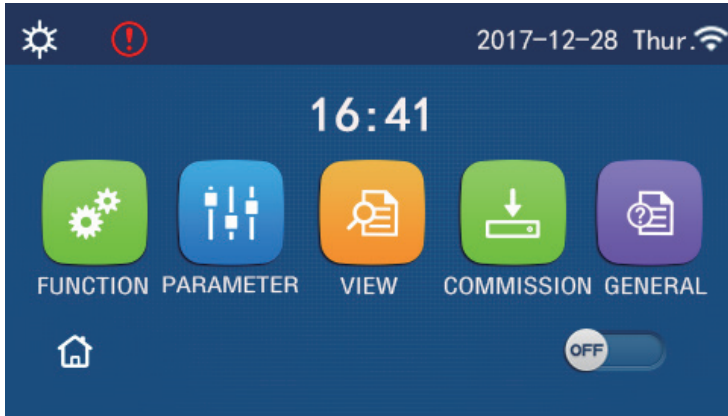 2017-12-28 Thur.
16:41
FUNCTION PARAMETER VIEW COMMISSION GENERAL
OFF